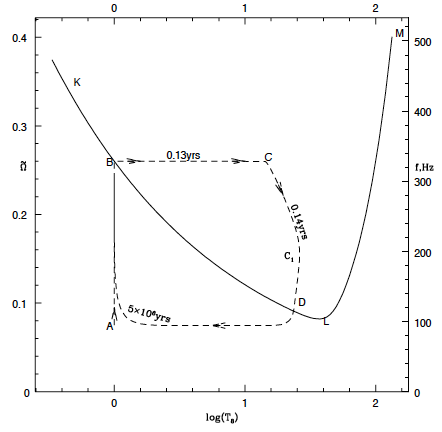 0 1 2
0.4
0.3
0.2
0.1
0
Ω̃
500
400
300
200
100
0
f,Hz
K
M
B
0.13yrs
C
0.14yrs
C₁
D
L
A
5×10⁶yrs
0 1 2
log(T₈)